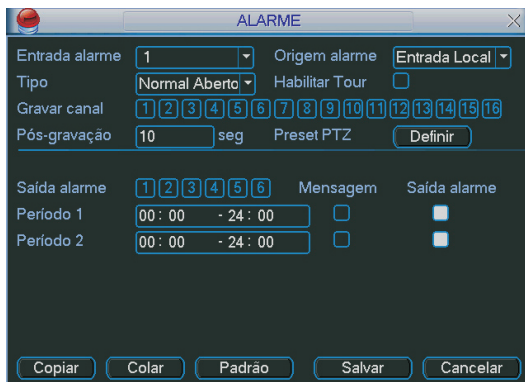 ALARME
Entrada alarme 1 Origem alarme Entrada Local
Tipo Normal Aberto Habilitar Tour
Gravar canal 1 2 3 4 5 6 7 8 9 10 11 12 13 14 15 16
Pós-gravação 10 seg Preset PTZ Definir
Saída alarme 1 2 3 4 5 6 Mensagem Saída alarme
Período 1 00: 00 - 24: 00
Período 2 00: 00 - 24: 00
Copiar Colar Padrão Salvar Cancelar